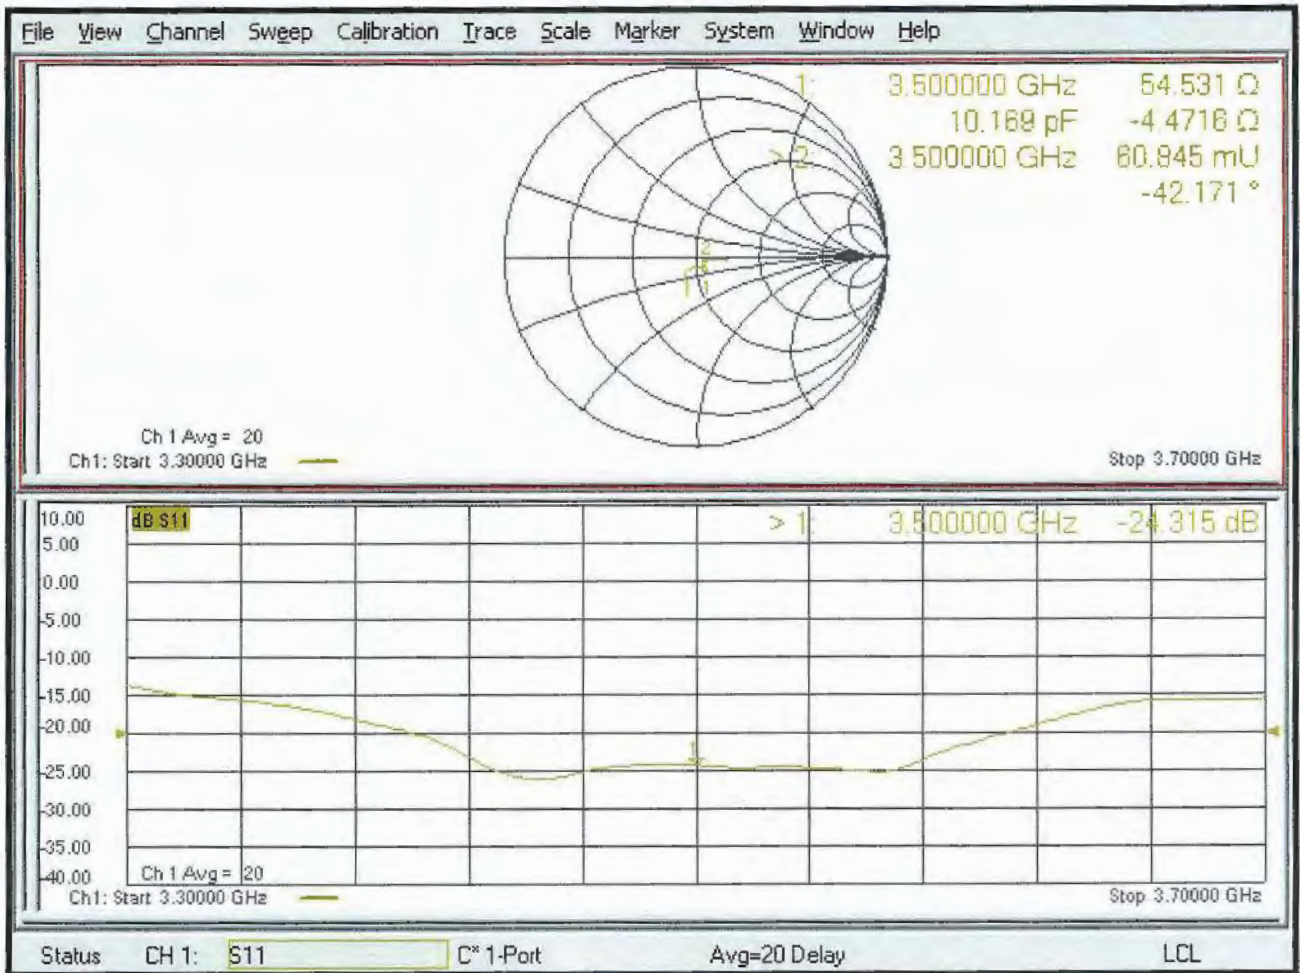 File View Channel Sweep Calibration Trace Scale Marker System Window Help
1: 3.500000 GHz 54.531 Ω
10.169 pF -4.4716 Ω
> 2: 3.500000 GHz 60.845 mU
-42.171 °
2
1
Ch 1 Avg = 20
Ch1: Start 3.30000 GHz
Stop 3.70000 GHz
10.00 dB S11 > 1: 3.500000 GHz -24.315 dB
5.00
0.00
-5.00
-10.00
-15.00
-20.00
1
-25.00
-30.00
-35.00
-40.00 Ch 1 Avg = 20
Ch1: Start 3.30000 GHz
Stop 3.70000 GHz
Status CH 1: S11 C* 1-Port Avg=20 Delay LCL